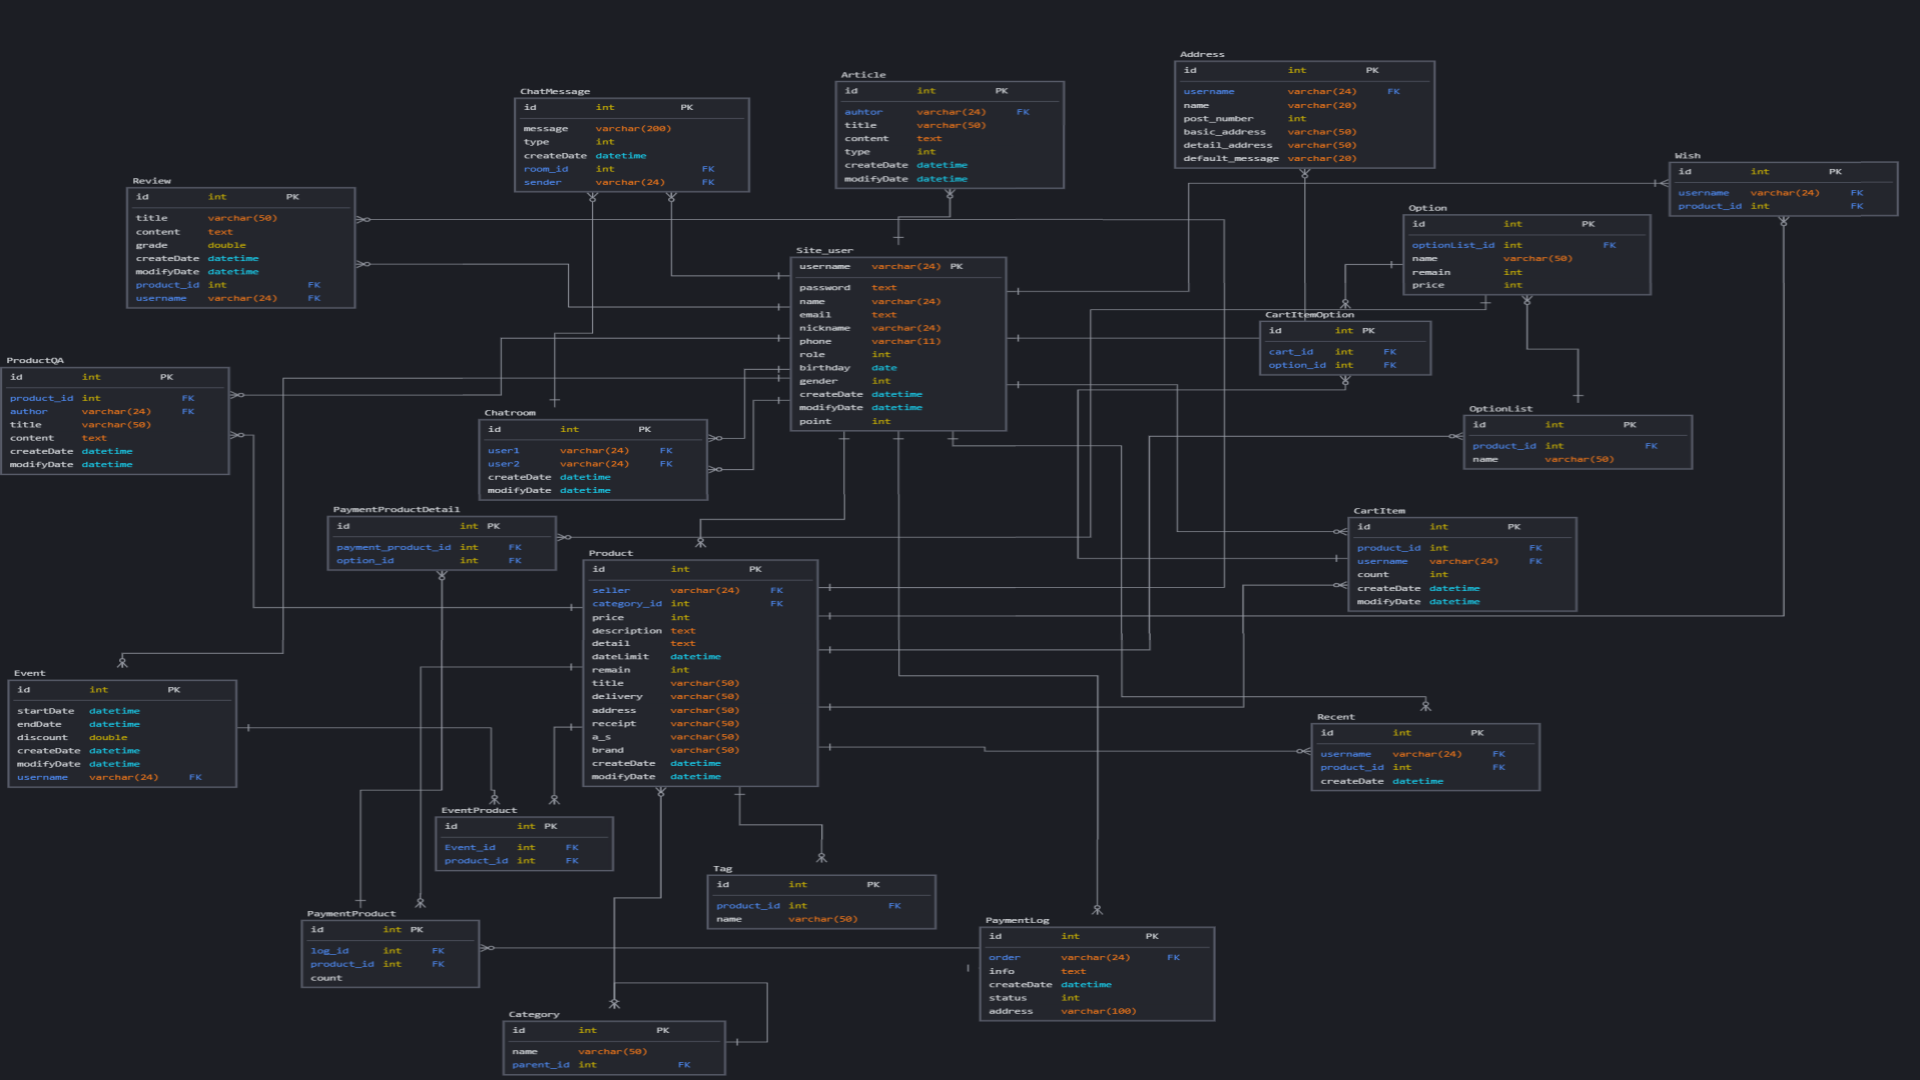 Address
id int PK
username varchar(24) FK
name varchar(20)
post_number int
basic_address varchar(50)
detail_address varchar(50)
default_message varchar(20)
Article
id int PK
auhtor varchar(24) FK
title varchar(50)
content text
type int
createDate datetime
modifyDate datetime
ChatMessage
id int PK
message varchar(200)
type int
createDate datetime
room_id int FK
sender varchar(24) FK
Wish
id int PK
username varchar(24) FK
product_id int FK
Review
id int PK
title varchar(50)
content text
grade double
createDate datetime
modifyDate datetime
product_id int FK
username varchar(24) FK
Option
id int PK
optionList_id int FK
name varchar(50)
remain int
price int
Site_user
username varchar(24) PK
password text
name varchar(24)
email text
nickname varchar(24)
phone varchar(11)
role int
birthday date
gender int
createDate datetime
modifyDate datetime
point int
CartItemOption
id int PK
cart_id int FK
option_id int FK
ProductQA
id int PK
product_id int FK
author varchar(24) FK
title varchar(50)
content text
createDate datetime
modifyDate datetime
Chatroom
id int PK
user1 varchar(24) FK
user2 varchar(24) FK
createDate datetime
modifyDate datetime
OptionList
id int PK
product_id int FK
name varchar(50)
PaymentProductDetail
id int PK
payment_product_id int FK
option_id int FK
CartItem
id int PK
product_id int FK
username varchar(24) FK
count int
createDate datetime
modifyDate datetime
Product
id int PK
seller varchar(24) FK
category_id int FK
price int
description text
detail text
dateLimit datetime
remain int
title varchar(50)
delivery varchar(50)
address varchar(50)
receipt varchar(50)
a_s varchar(50)
brand varchar(50)
createDate datetime
modifyDate datetime
Event
id int PK
startDate datetime
endDate datetime
discount double
createDate datetime
modifyDate datetime
username varchar(24) FK
Recent
id int PK
username varchar(24) FK
product_id int FK
createDate datetime
EventProduct
id int PK
Event_id int FK
product_id int FK
Tag
id int PK
product_id int FK
name varchar(50)
PaymentProduct
id int PK
log_id int FK
product_id int FK
count
PaymentLog
id int PK
order varchar(24) FK
info text
createDate datetime
status int
address varchar(100)
Category
id int PK
name varchar(50)
parent_id int FK